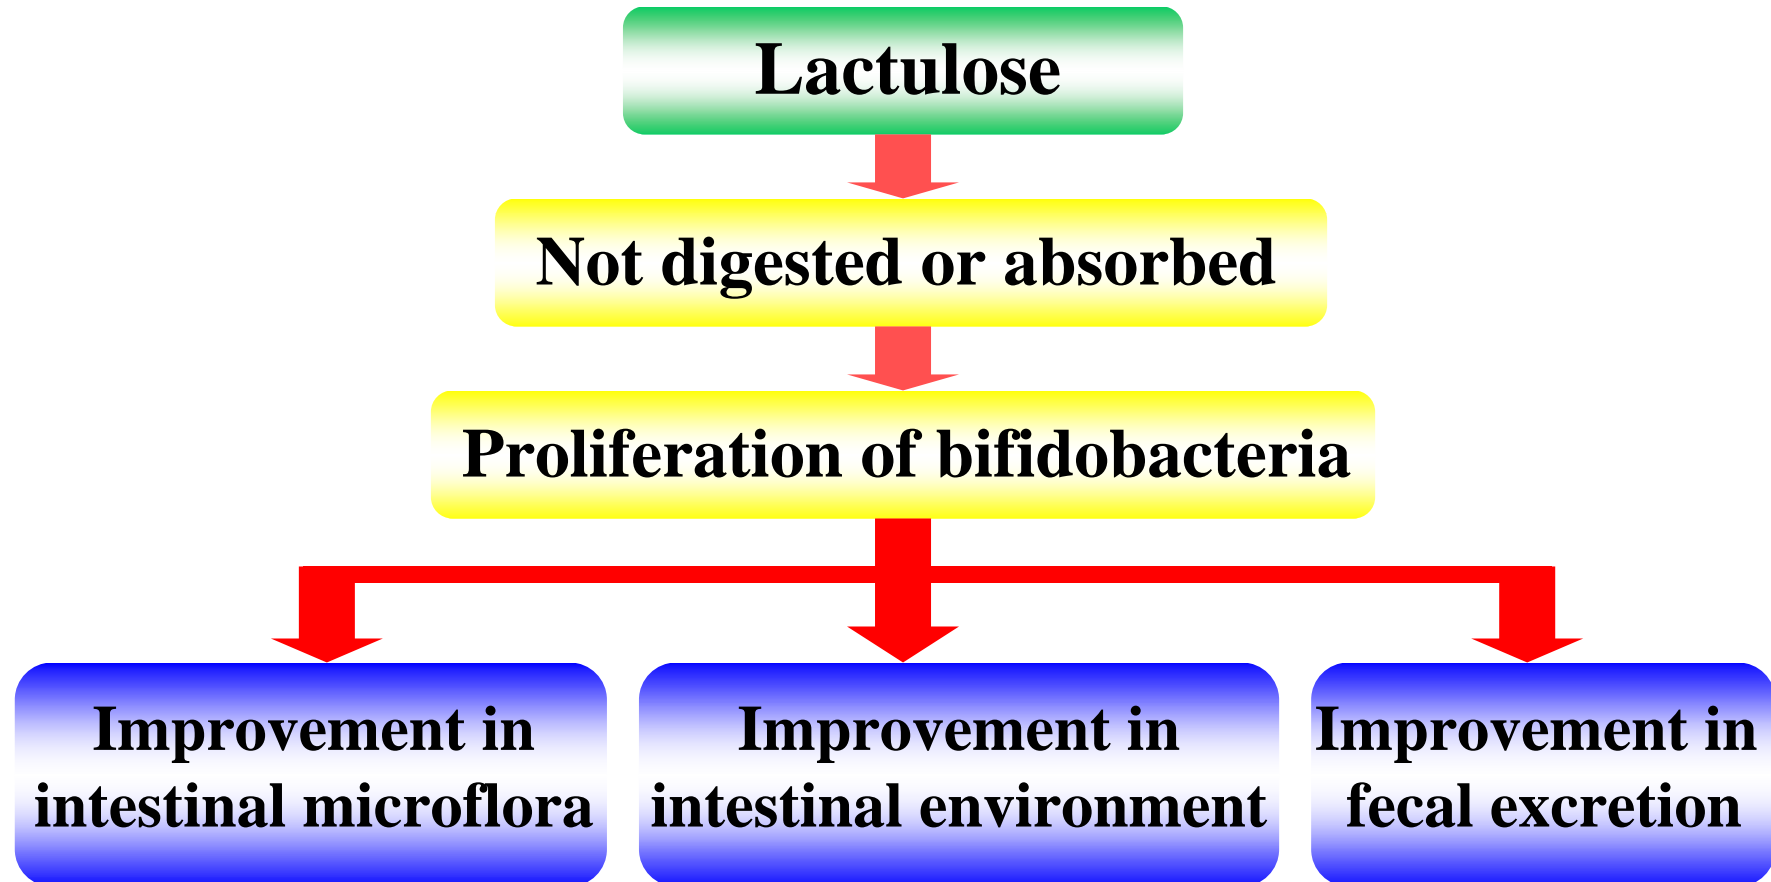 Lactulose
Not digested or absorbed
Proliferation of bifidobacteria
Improvement in
intestinal microflora
Improvement in
intestinal environment
Improvement in
fecal excretion